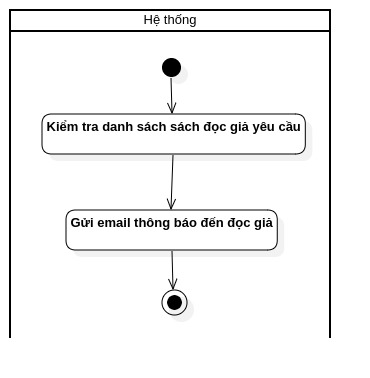 Hệ thống
Kiểm tra danh sách sách đọc giả yêu cầu
Gửi email thông báo đến đọc giả